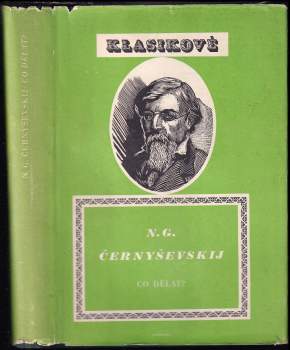 KLASIKOVÉ
N. G.
ČERNYŠEVSKIJ
CO DĚLAT?
N. G. ČERNYŠEVSKIJ: CO DĚLAT?